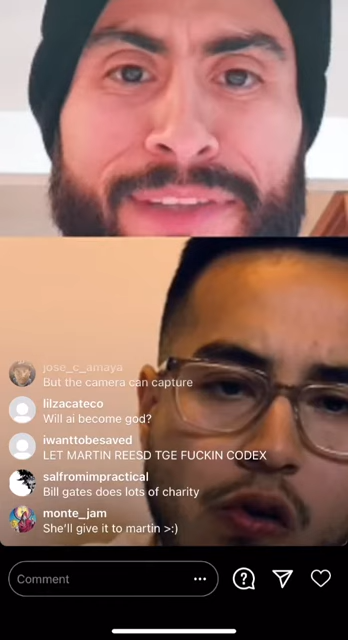 jose_c_amaya
But the camera can capture
lilzacateco
Will ai become god?
iwanttobesaved
LET MARTIN REESD TGE FUCKIN CODEX
salfromimpractical
Bill gates does lots of charity
monte_jam
She'll give it to martin >:)
Comment